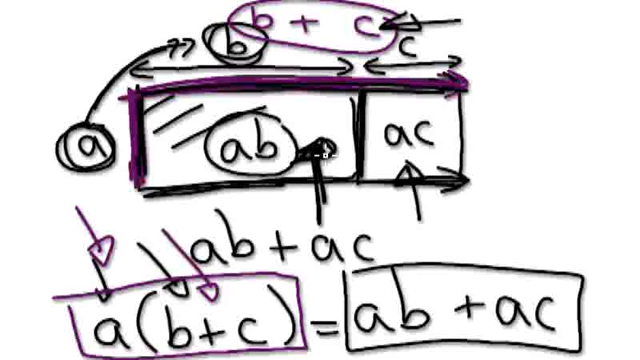 b + c
b
c
a
ab
ac
ab + ac
a(b+c) = ab + ac